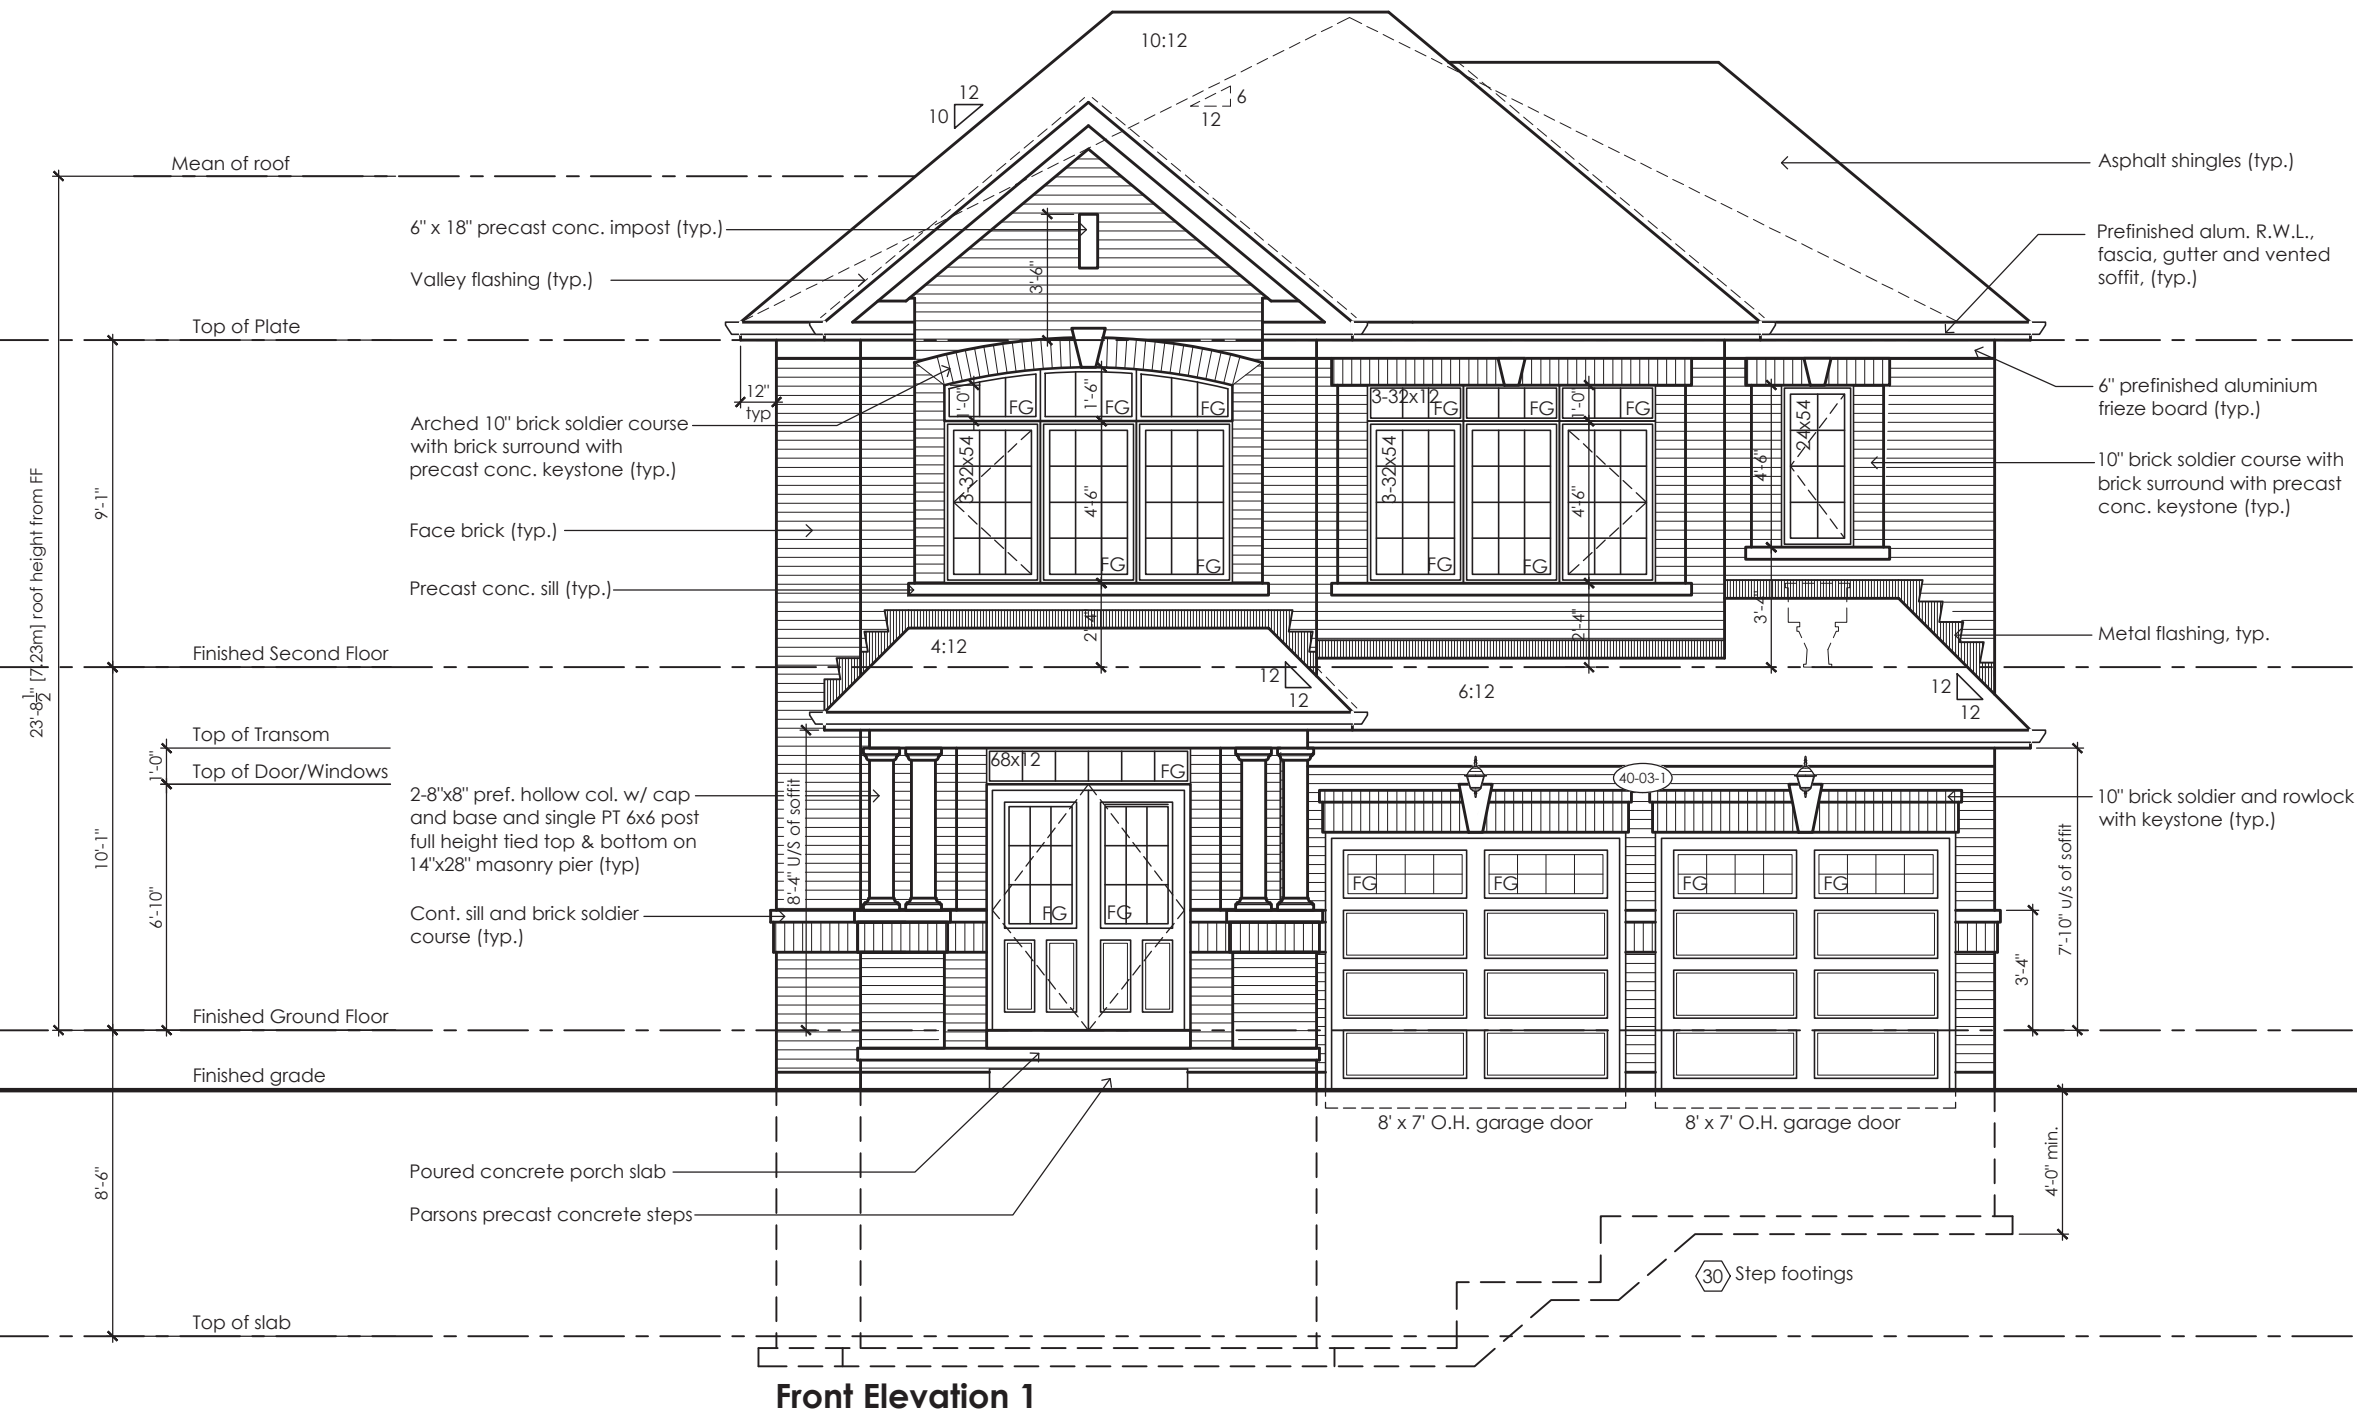 10:12
12
10
6
12
Mean of roof
Asphalt shingles (typ.)
6" x 18" precast conc. impost (typ.)
Prefinished alum. R.W.L.,
fascia, gutter and vented
soffit, (typ.)
3'-6"
Valley flashing (typ.)
Top of Plate
12"
typ
6" prefinished aluminium
frieze board (typ.)
1'-0"
FG
1'-6"
FG
FG
3-32x12
FG
FG
1'-0"
FG
Arched 10" brick soldier course
with brick surround with
precast conc. keystone (typ.)
24x54
4'-6"
10" brick soldier course with
brick surround with precast
conc. keystone (typ.)
3-32x54
4'-6"
3-32x54
4'-6"
9'-1"
Face brick (typ.)
FG
FG
FG
FG
Precast conc. sill (typ.)
23'-8 1/2" [7.23m] roof height from FF
2'-4"
2'-4"
3'-4"
Metal flashing, typ.
4:12
Finished Second Floor
12
12
6:12
12
12
Top of Transom
1'-0"
Top of Door/Windows
68x12
FG
40-03-1
2-8"x8" pref. hollow col. w/ cap
and base and single PT 6x6 post
full height tied top & bottom on
14"x28" masonry pier (typ)
10" brick soldier and rowlock
with keystone (typ.)
10'-1"
8'-4" U/S of soffit
7'-10" u/s of soffit
FG
FG
FG
FG
6'-10"
Cont. sill and brick soldier
course (typ.)
FG
FG
3'-4"
Finished Ground Floor
Finished grade
8' x 7' O.H. garage door
8' x 7' O.H. garage door
4'-0" min.
8'-6"
Poured concrete porch slab
Parsons precast concrete steps
30 Step footings
Top of slab
Front Elevation 1